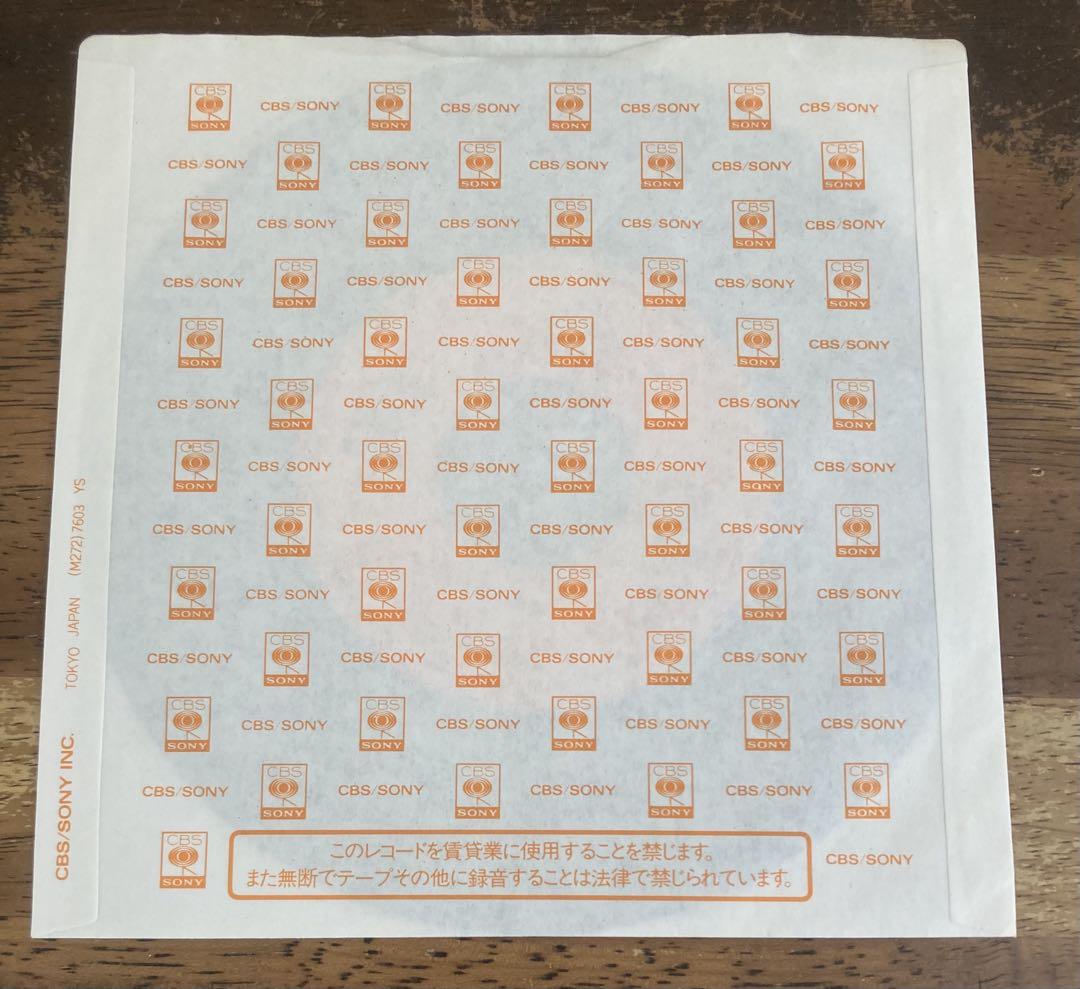 CBS SONY CBS/SONY CBS SONY CBS/SONY CBS SONY CBS/SONY CBS SONY CBS/SONY
CBS/SONY CBS SONY CBS/SONY CBS SONY CBS/SONY CBS SONY CBS/SONY CBS SONY
CBS SONY CBS/SONY CBS SONY CBS/SONY CBS SONY CBS/SONY CBS SONY CBS/SONY
CBS/SONY CBS SONY CBS/SONY CBS SONY CBS/SONY CBS SONY CBS/SONY CBS SONY
CBS SONY CBS/SONY CBS SONY CBS/SONY CBS SONY CBS/SONY CBS SONY CBS/SONY
CBS/SONY CBS SONY CBS/SONY CBS SONY CBS/SONY CBS SONY CBS/SONY CBS SONY
CBS SONY CBS/SONY CBS SONY CBS/SONY CBS SONY CBS/SONY CBS SONY CBS/SONY
CBS/SONY CBS SONY CBS/SONY CBS SONY CBS/SONY CBS SONY CBS/SONY CBS SONY
CBS SONY CBS/SONY CBS SONY CBS/SONY CBS SONY CBS/SONY CBS SONY CBS/SONY
CBS/SONY CBS SONY CBS/SONY CBS SONY CBS/SONY CBS SONY CBS/SONY CBS SONY
CBS SONY CBS/SONY CBS SONY CBS/SONY CBS SONY CBS/SONY CBS SONY CBS/SONY
CBS/SONY CBS SONY CBS/SONY CBS SONY CBS/SONY CBS SONY CBS/SONY CBS SONY
CBS SONY
このレコードを賃貸業に使用することを禁じます。
また無断でテープその他に録音することは法律で禁じられています。
CBS/SONY
CBS/SONY INC. TOKYO JAPAN (M272) 7603 YS